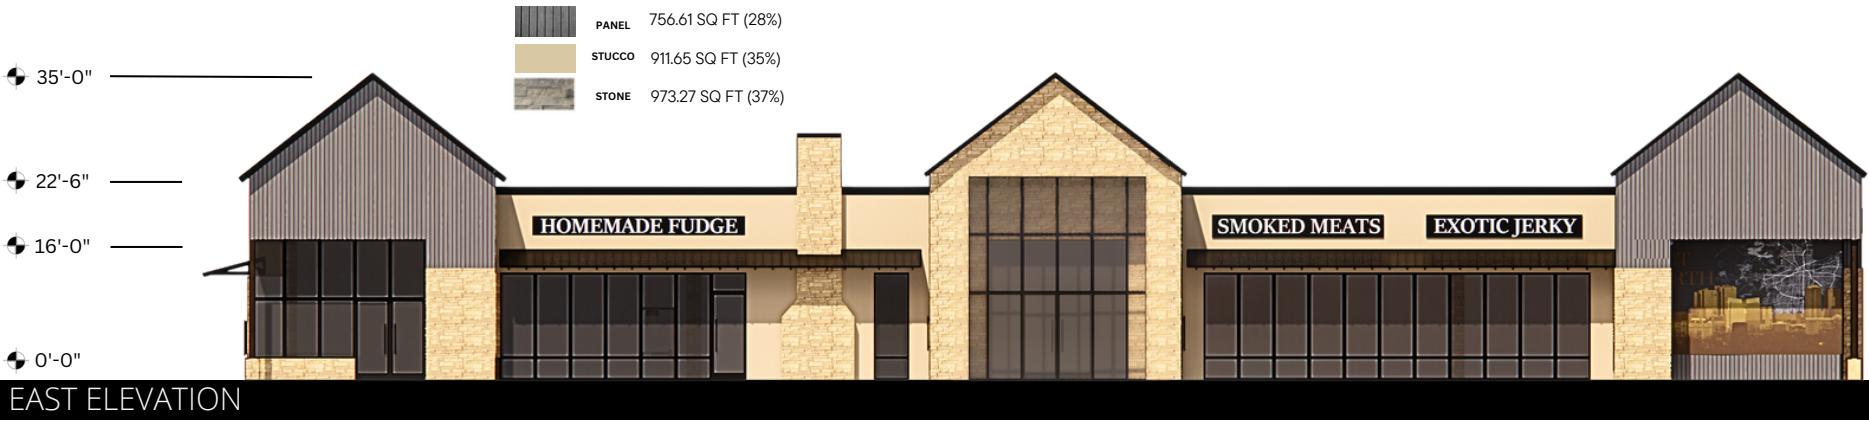 PANEL 756.61 SQ FT (28%)
STUCCO 911.65 SQ FT (35%)
STONE 973.27 SQ FT (37%)
35'-0"
22'-6"
16'-0"
0'-0"
HOMEMADE FUDGE
SMOKED MEATS
EXOTIC JERKY
EAST ELEVATION